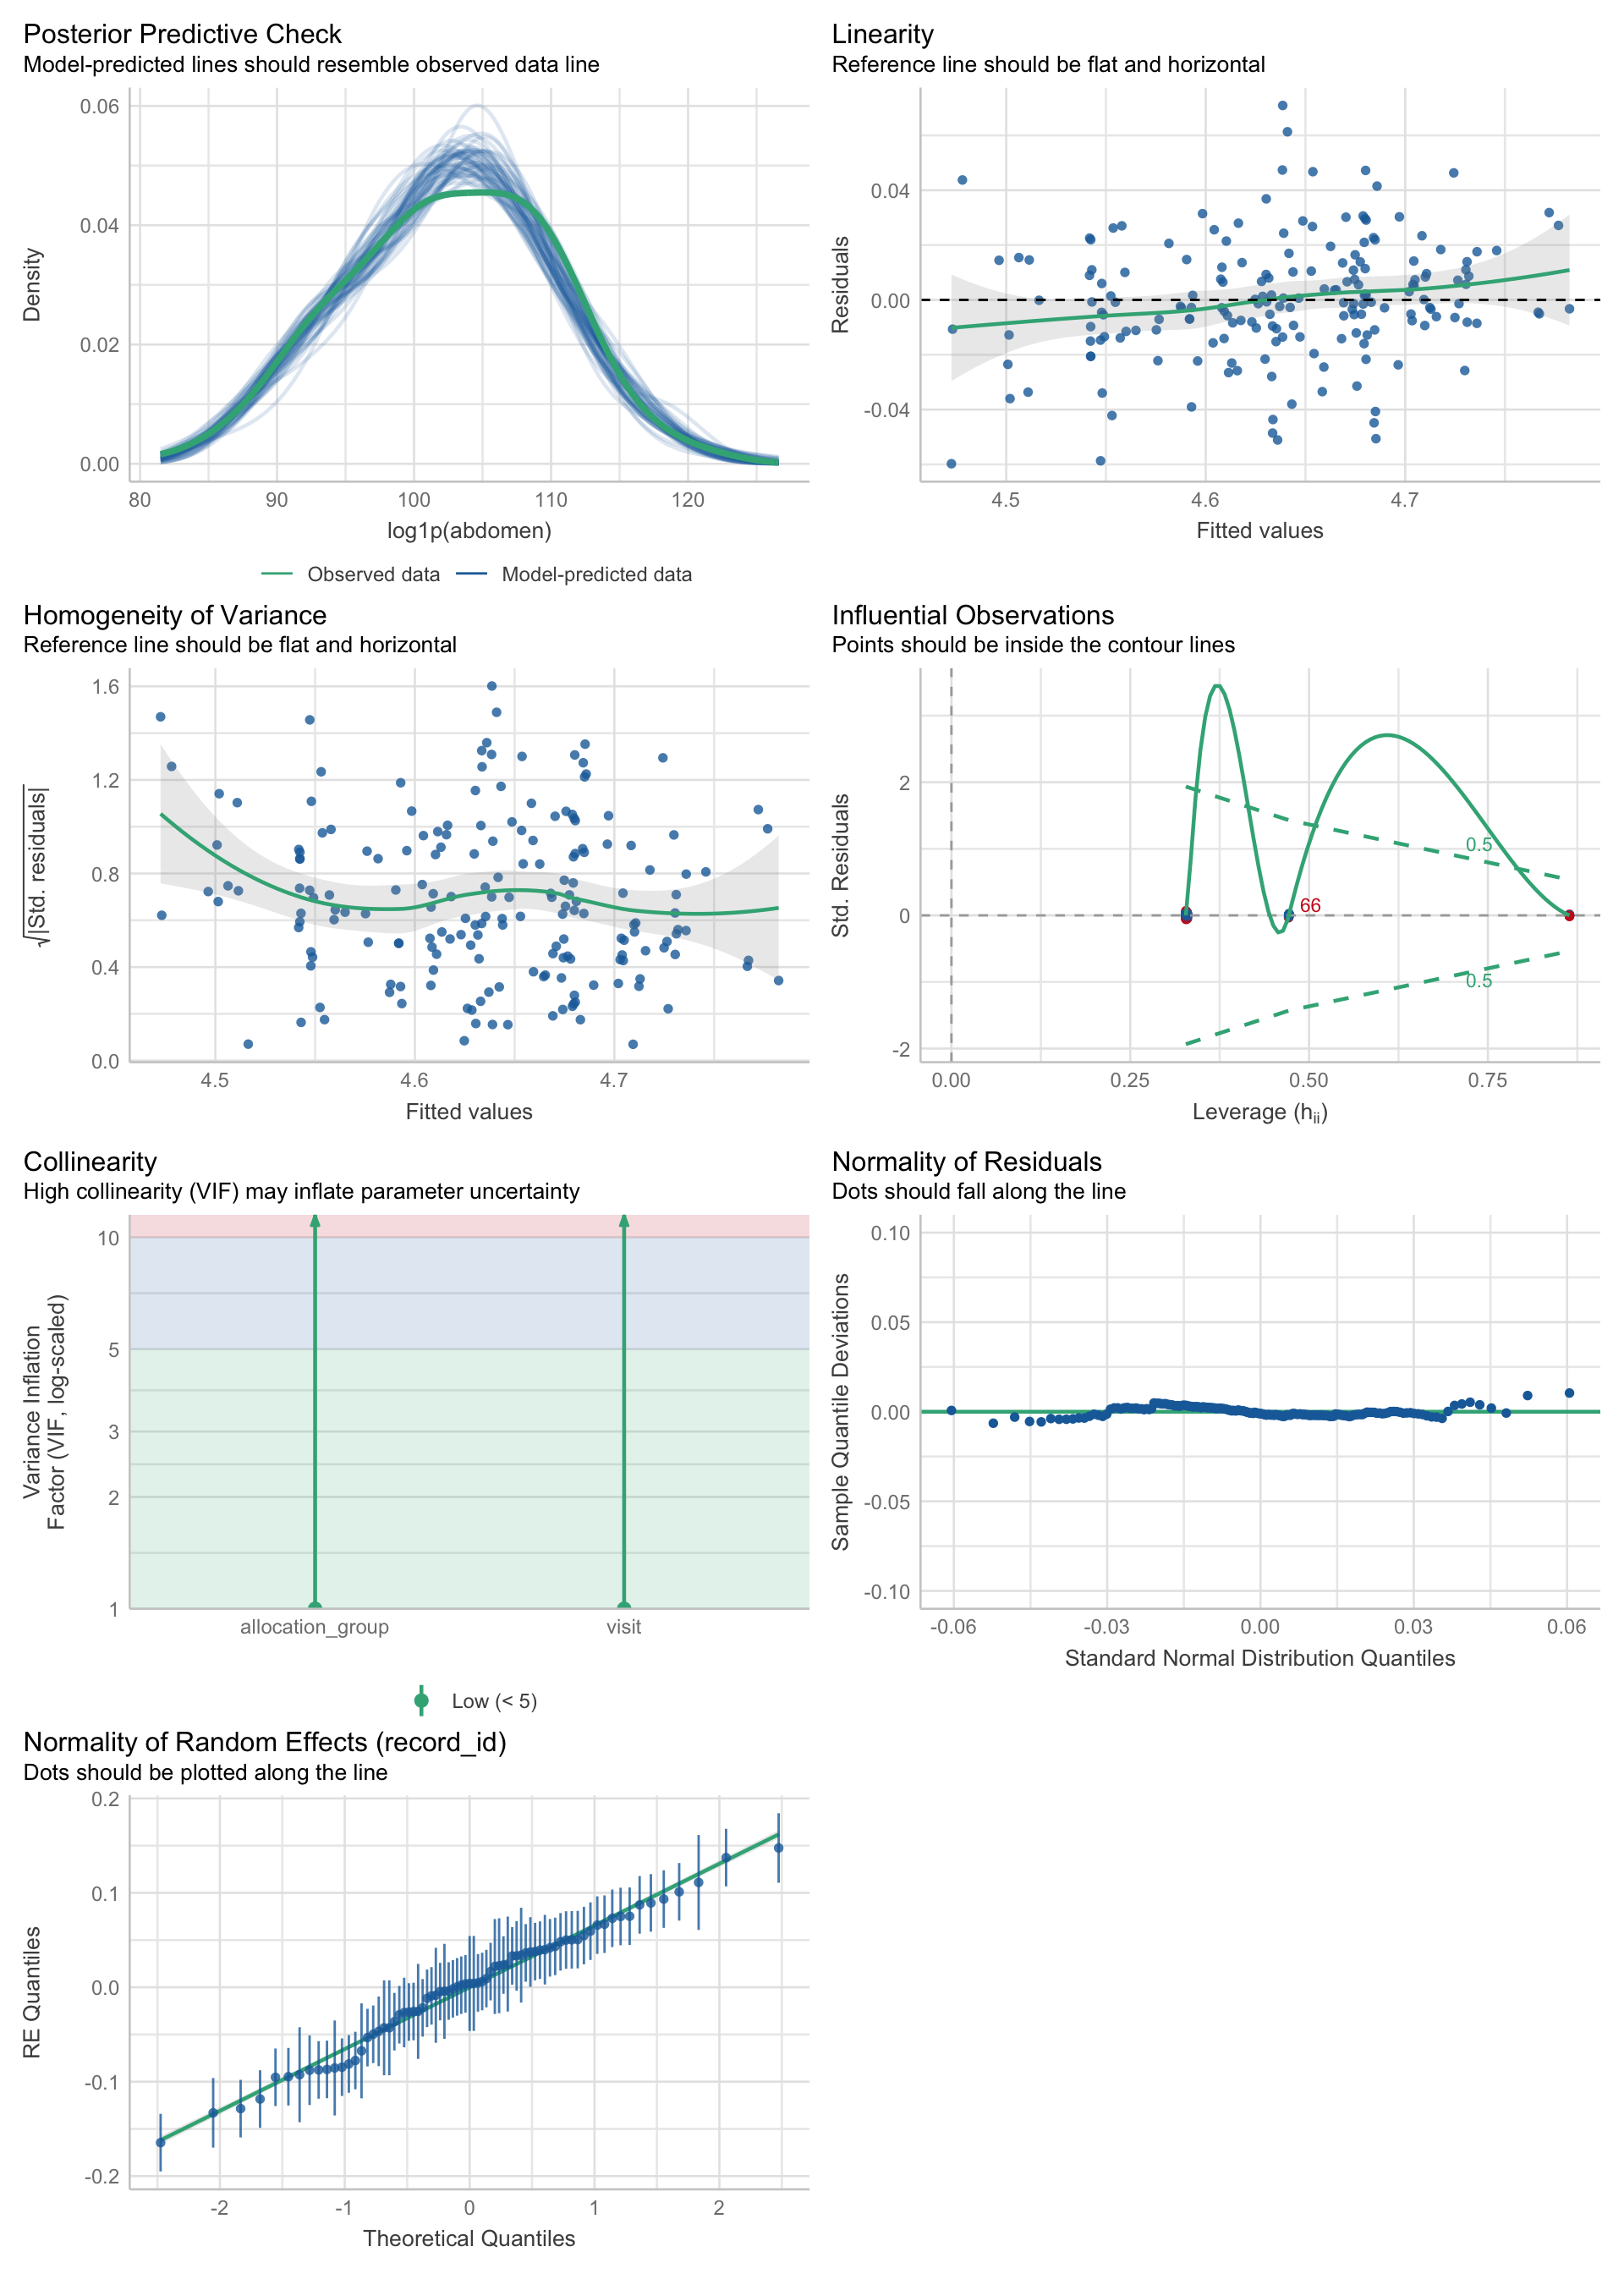 Posterior Predictive Check
Model-predicted lines should resemble observed data line
0.06
0.04
0.02
0.00
Density
80 90 100 110 120
log1p(abdomen)
Observed data Model-predicted data
Linearity
Reference line should be flat and horizontal
0.04
0.00
-0.04
Residuals
4.5 4.6 4.7
Fitted values
Homogeneity of Variance
Reference line should be flat and horizontal
1.6
1.2
0.8
0.4
0.0
√|Std. residuals|
4.5 4.6 4.7
Fitted values
Influential Observations
Points should be inside the contour lines
2
0
-2
Std. Residuals
0.5
66
0.5
0.00 0.25 0.50 0.75
Leverage (hii)
Collinearity
High collinearity (VIF) may inflate parameter uncertainty
10
5
3
2
1
Variance Inflation
Factor (VIF, log-scaled)
allocation_group visit
Low (< 5)
Normality of Residuals
Dots should fall along the line
0.10
0.05
0.00
-0.05
-0.10
Sample Quantile Deviations
-0.06 -0.03 0.00 0.03 0.06
Standard Normal Distribution Quantiles
Normality of Random Effects (record_id)
Dots should be plotted along the line
0.2
0.1
0.0
-0.1
-0.2
RE Quantiles
-2 -1 0 1 2
Theoretical Quantiles